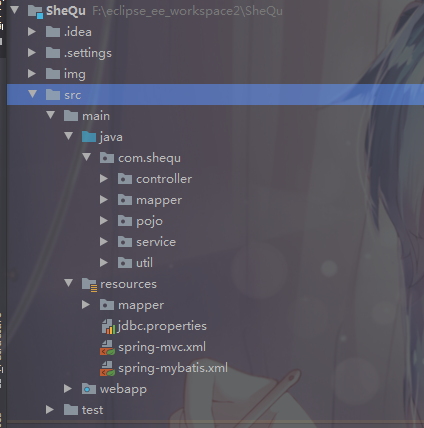 SheQu F:\eclipse_ee_workspace2\SheQu
.idea
.settings
img
src
main
java
com.shequ
controller
mapper
pojo
service
util
resources
mapper
jdbc.properties
spring-mvc.xml
spring-mybatis.xml
webapp
test